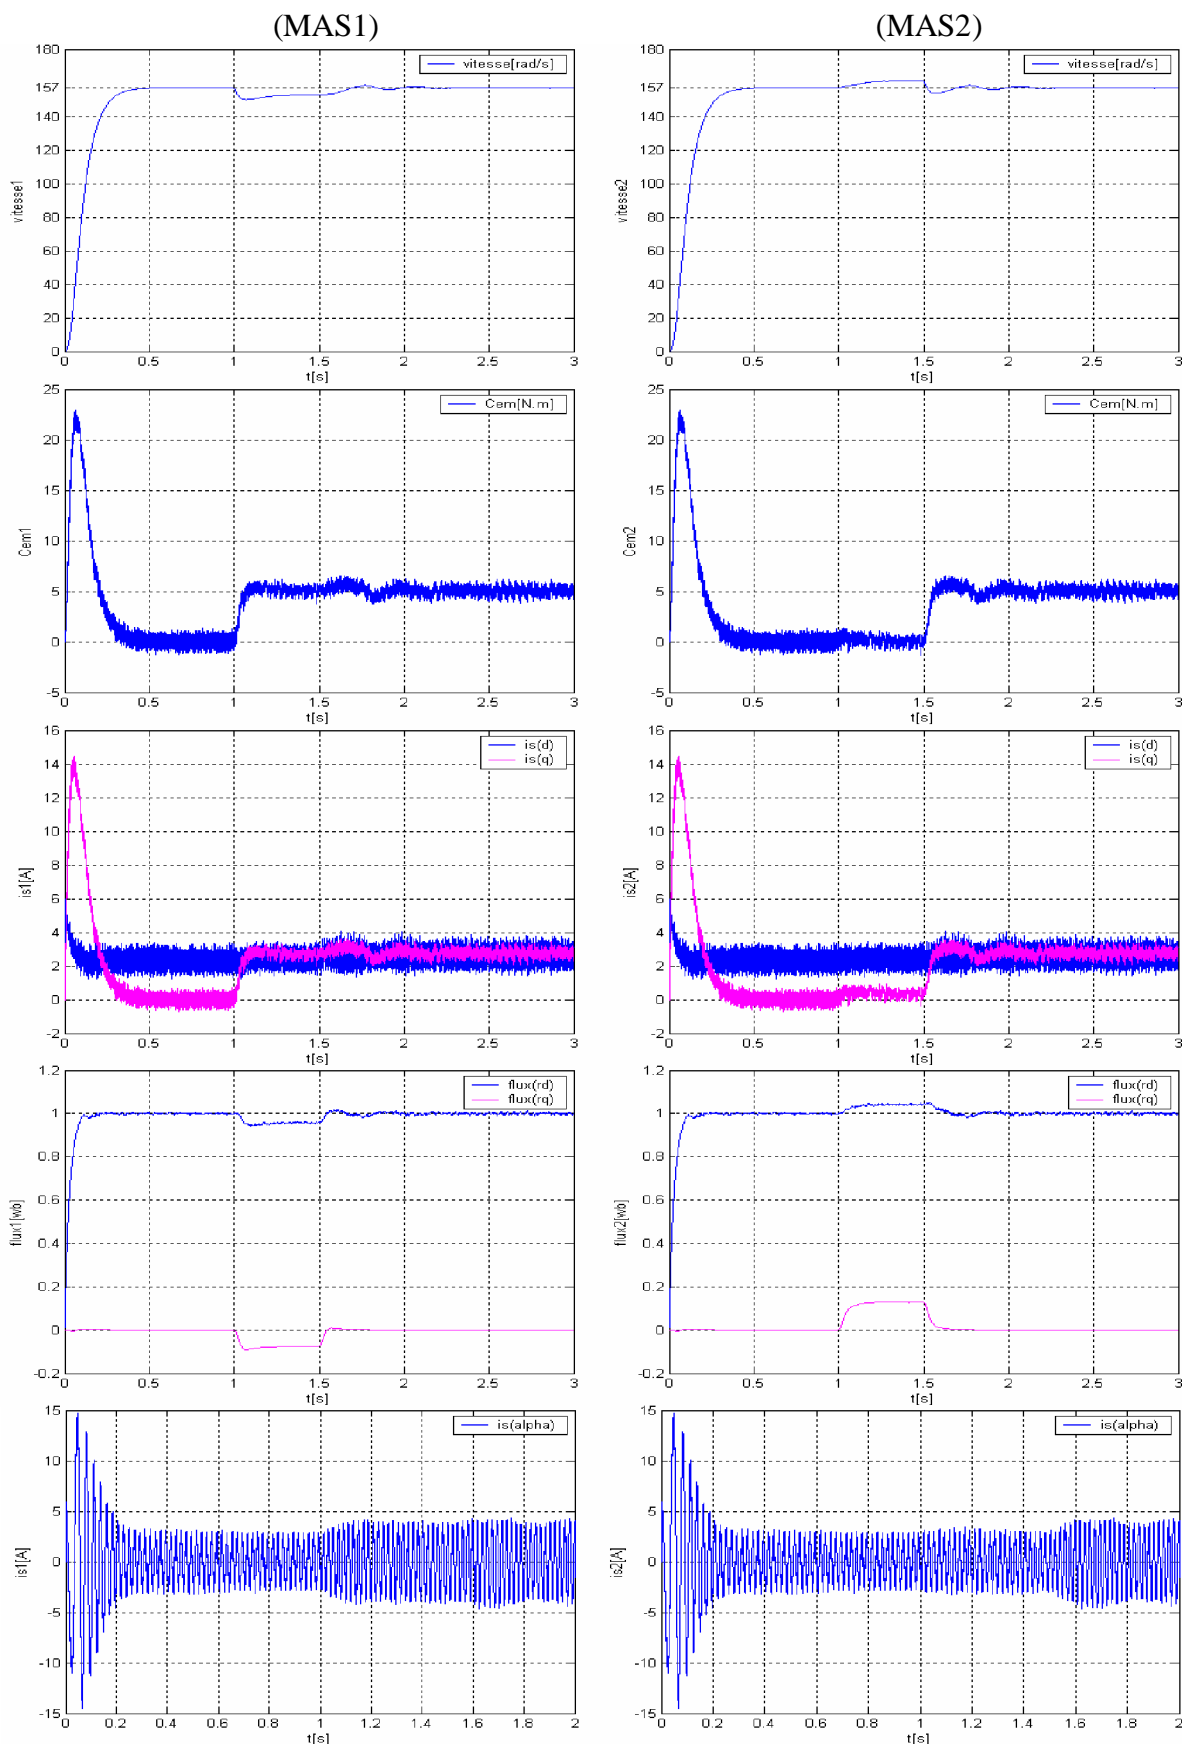 (MAS1)
(MAS2)
180
157
140
120
100
80
60
40
20
0
vitesse1
vitesse[rad/s]
0 0.5 1 1.5 2 2.5 3
t[s]
180
157
140
120
100
80
60
40
20
0
vitesse2
vitesse[rad/s]
0 0.5 1 1.5 2 2.5 3
t[s]
25
20
15
10
5
0
-5
Cem1
Cem[N.m]
0 0.5 1 1.5 2 2.5 3
t[s]
25
20
15
10
5
0
-5
Cem2
Cem[N.m]
0 0.5 1 1.5 2 2.5 3
t[s]
16
14
12
10
8
6
4
2
0
-2
is1[A]
is(d)
is(q)
0 0.5 1 1.5 2 2.5 3
t[s]
16
14
12
10
8
6
4
2
0
-2
is2[A]
is(d)
is(q)
0 0.5 1 1.5 2 2.5 3
t[s]
1.2
1
0.8
0.6
0.4
0.2
0
-0.2
flux1[wb]
flux(rd)
flux(rq)
0 0.5 1 1.5 2 2.5 3
t[s]
1.2
1
0.8
0.6
0.4
0.2
0
-0.2
flux2[wb]
flux(rd)
flux(rq)
0 0.5 1 1.5 2 2.5 3
t[s]
15
10
5
0
-5
-10
-15
is1[A]
is(alpha)
0 0.2 0.4 0.6 0.8 1 1.2 1.4 1.6 1.8 2
t[s]
15
10
5
0
-5
-10
-15
is2[A]
is(alpha)
0 0.2 0.4 0.6 0.8 1 1.2 1.4 1.6 1.8 2
t[s]